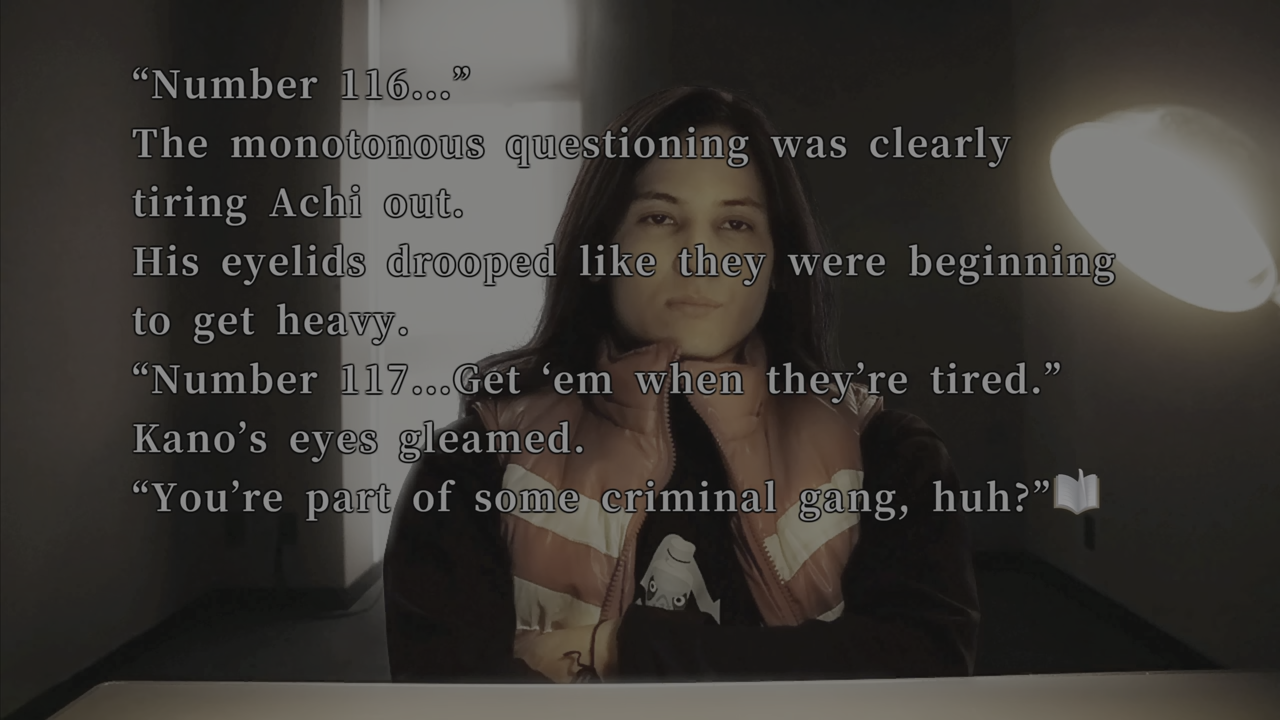 “Number 116...”
The monotonous questioning was clearly
tiring Achi out.
His eyelids drooped like they were beginning
to get heavy.
“Number 117...Get ‘em when they’re tired.”
Kano’s eyes gleamed.
“You’re part of some criminal gang, huh?”